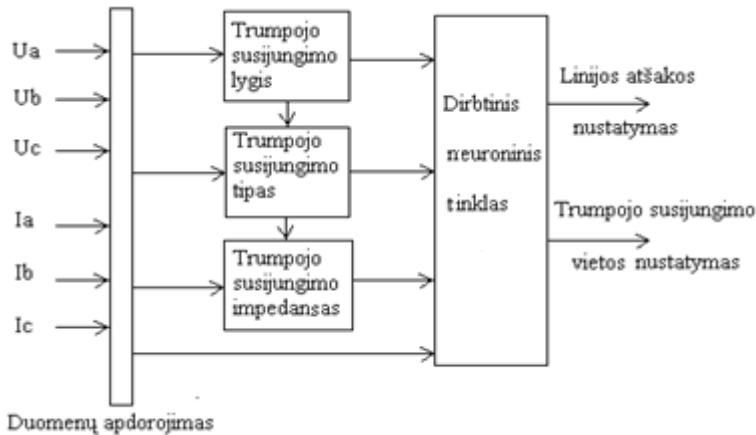 Ua
Ub
Uc
Ia
Ib
Ic
Duomenų apdorojimas
Trumpojo
susijungimo
lygis
Trumpojo
susijungimo
tipas
Trumpojo
susijungimo
impedansas
Dirbtinis
neuroninis
tinklas
Linijos atšakos
nustatymas
Trumpojo susijungimo
vietos nustatymas